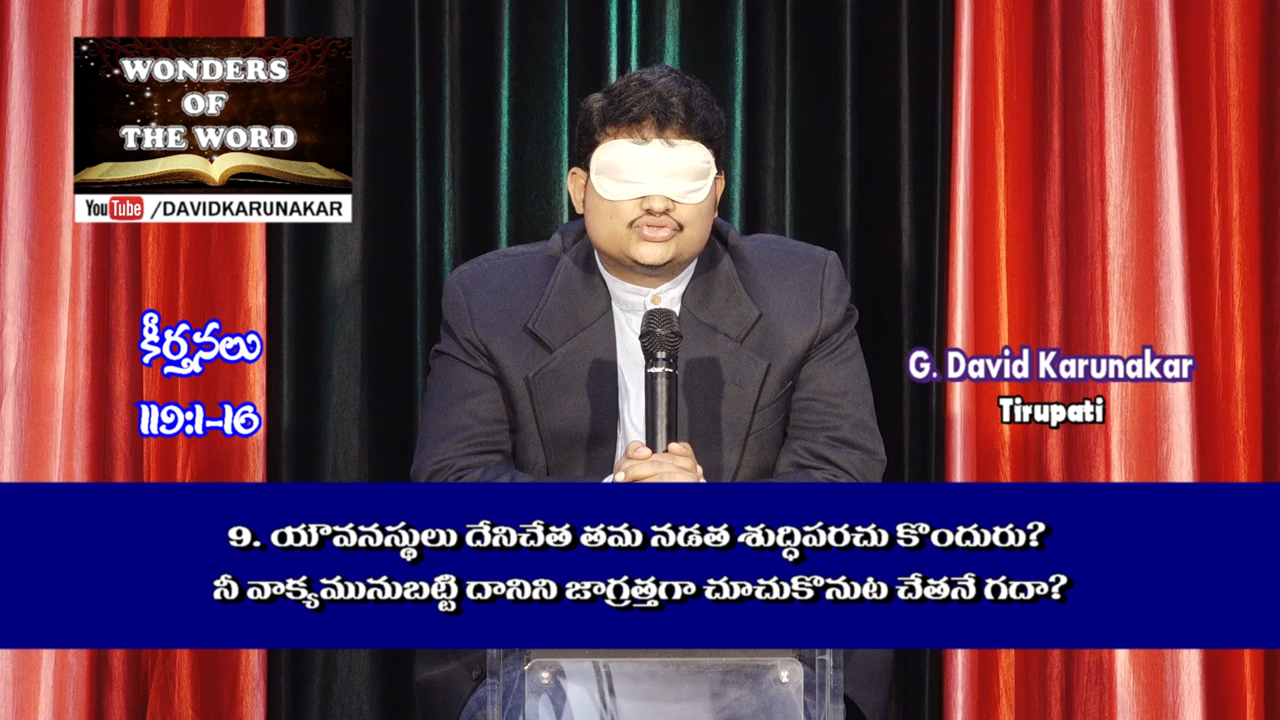 WONDERS
OF
THE WORD
YouTube /DAVIDKARUNAKAR
కీర్తనలు
119:1-16
G. David Karunakar
Tirupati
9. యౌవనస్థులు దేనిచేత తమ నడత శుద్ధిపరచు కొందురు?
నీ వాక్యమునుబట్టి దానిని జాగ్రత్తగా చూచుకొనుట చేతనే గదా?